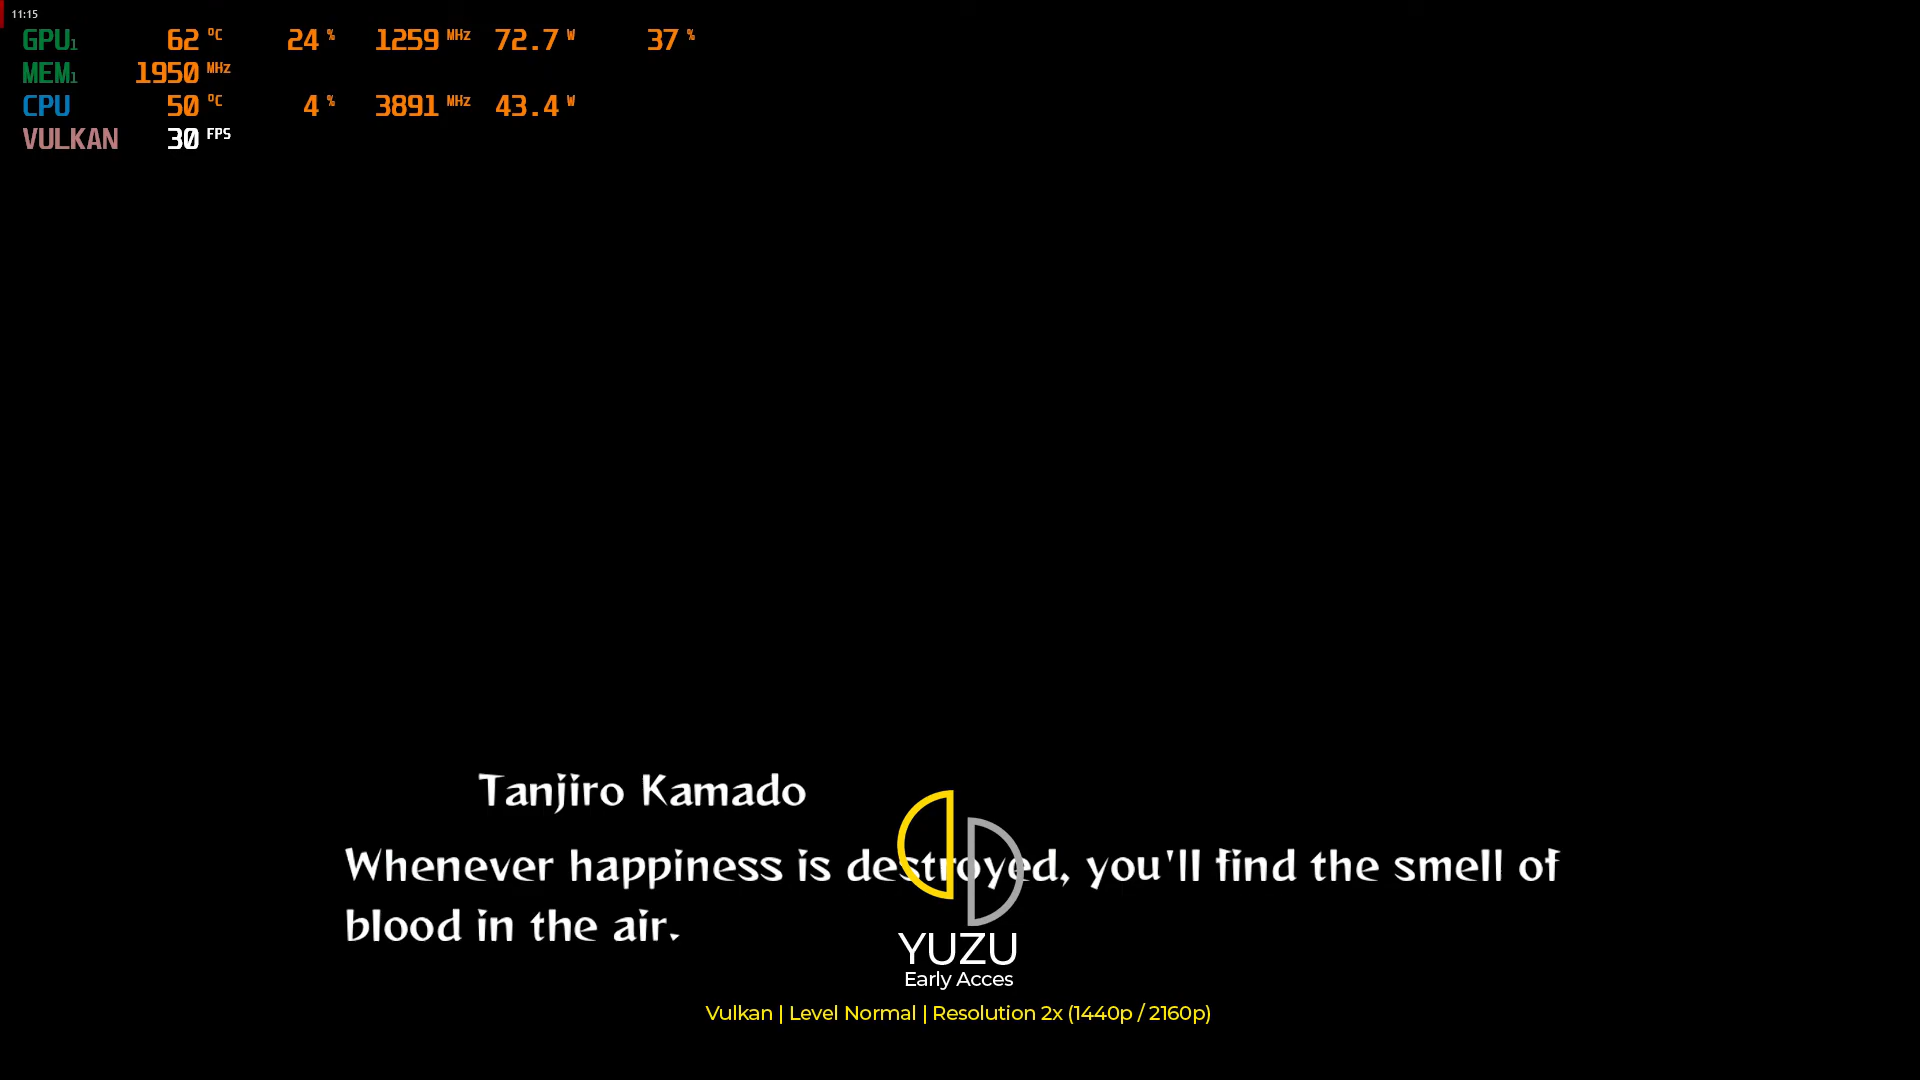 11:15
GPU1 62 °C 24 % 1259 MHz 72.7 W 37 %
MEM1 1950 MHz
CPU 50 °C 4 % 3891 MHz 43.4 W
VULKAN 30 FPS
Tanjiro Kamado
Whenever happiness is destroyed, you'll find the smell of
blood in the air.
YUZU
Early Acces
Vulkan | Level Normal | Resolution 2x (1440p / 2160p)